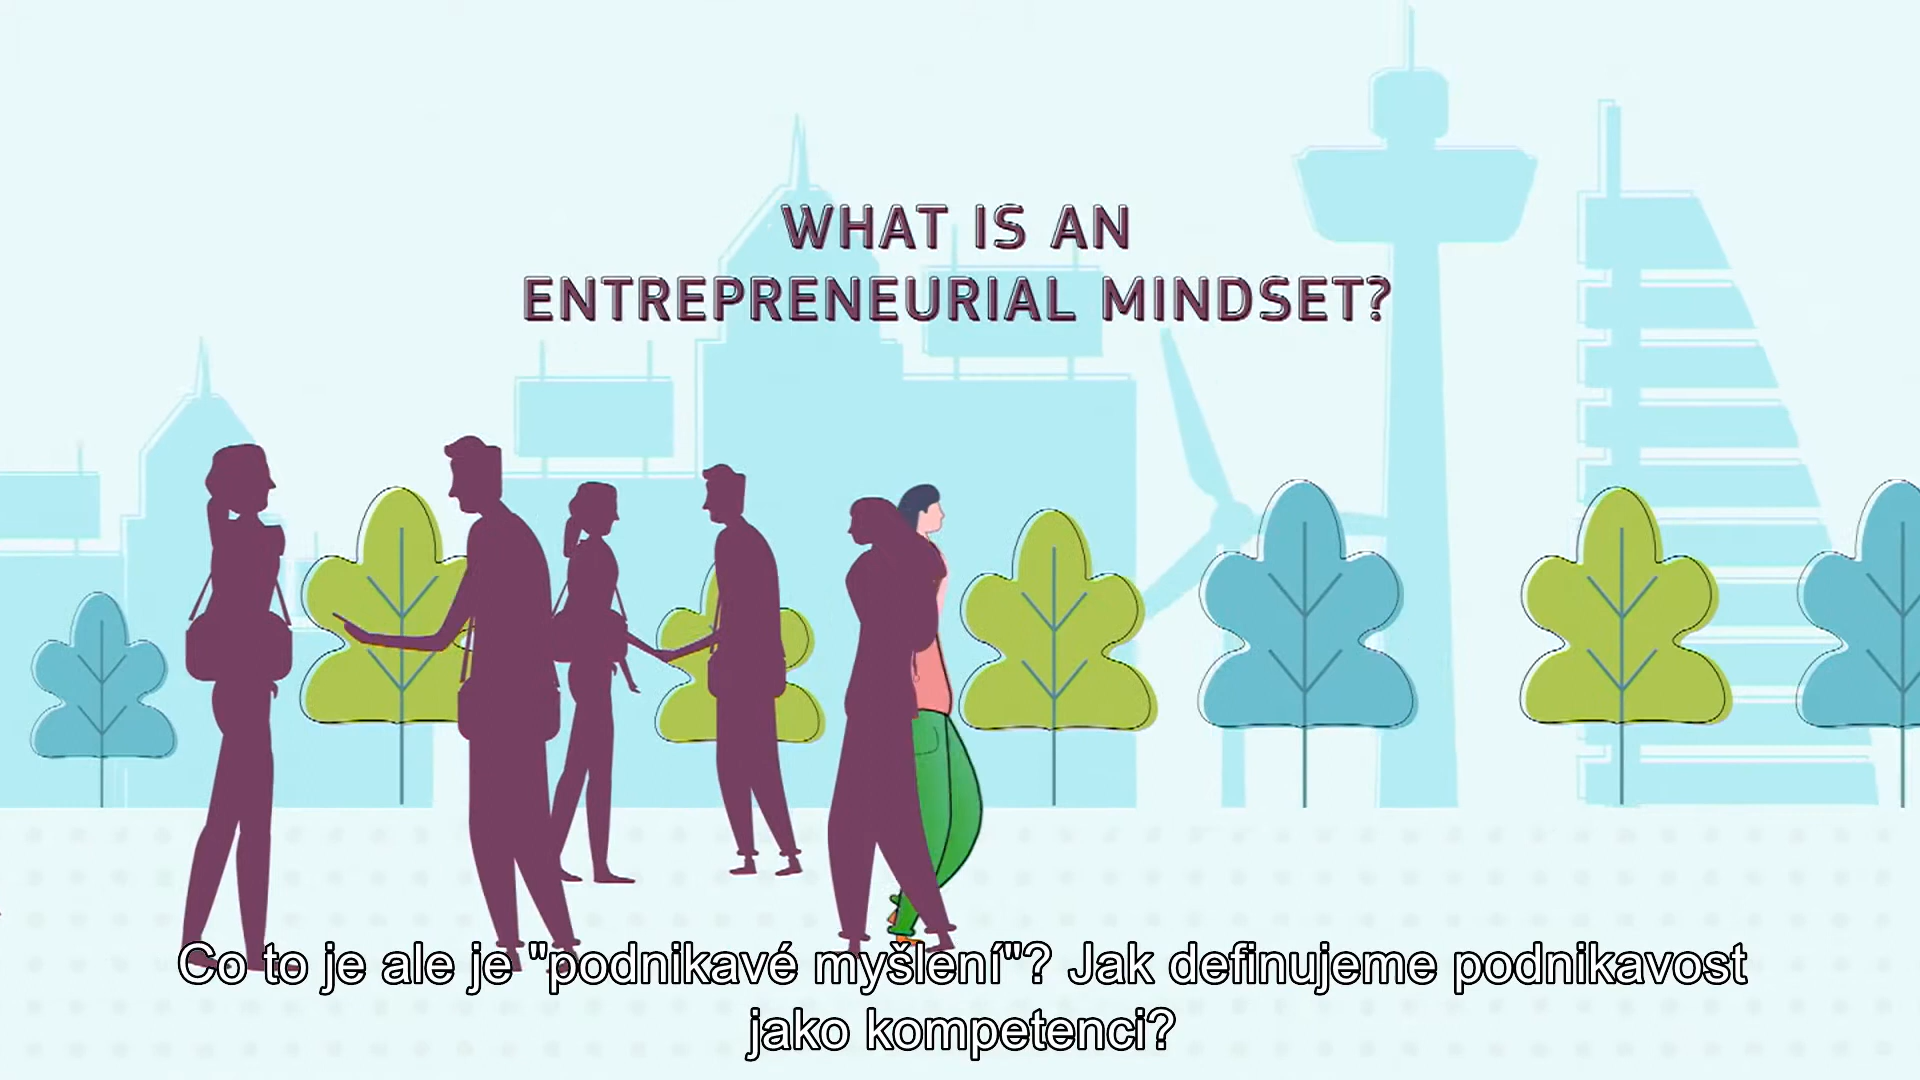 WHAT IS AN
ENTREPRENEURIAL MINDSET?
Co to je ale je "podnikavé myšlení"? Jak definujeme podnikavost
jako kompetenci?